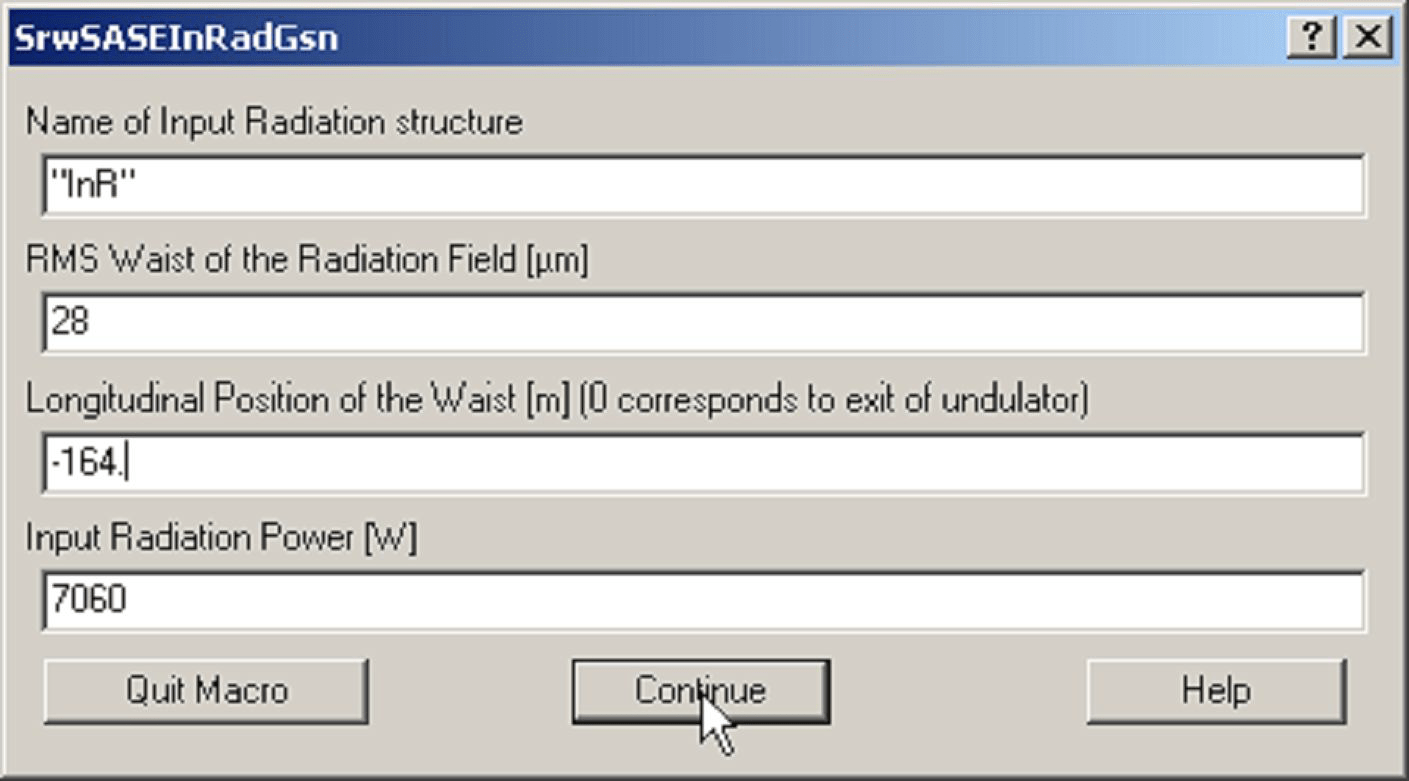 SrwSASEInRadGsn
Name of Input Radiation structure
"InR"
RMS Waist of the Radiation Field [µm]
28
Longitudinal Position of the Waist [m] (0 corresponds to exit of undulator)
-164.
Input Radiation Power [W]
7060
Quit Macro Continue Help